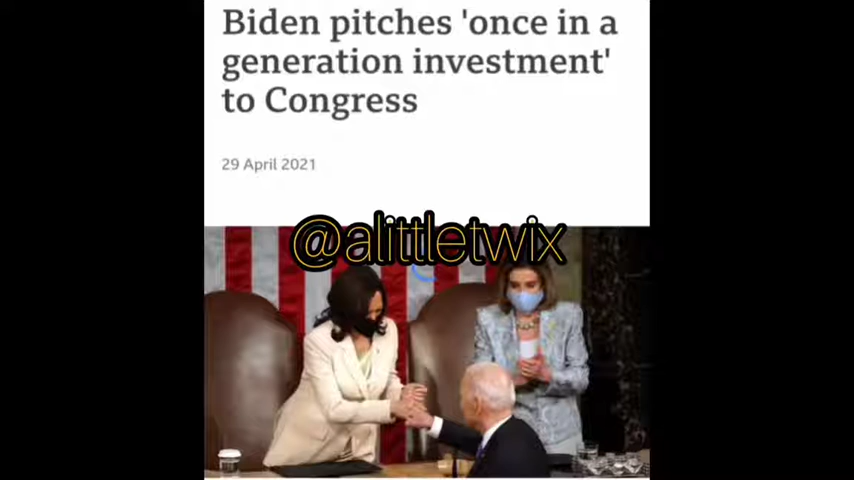 Biden pitches 'once in a
generation investment'
to Congress
29 April 2021
@alittletwix